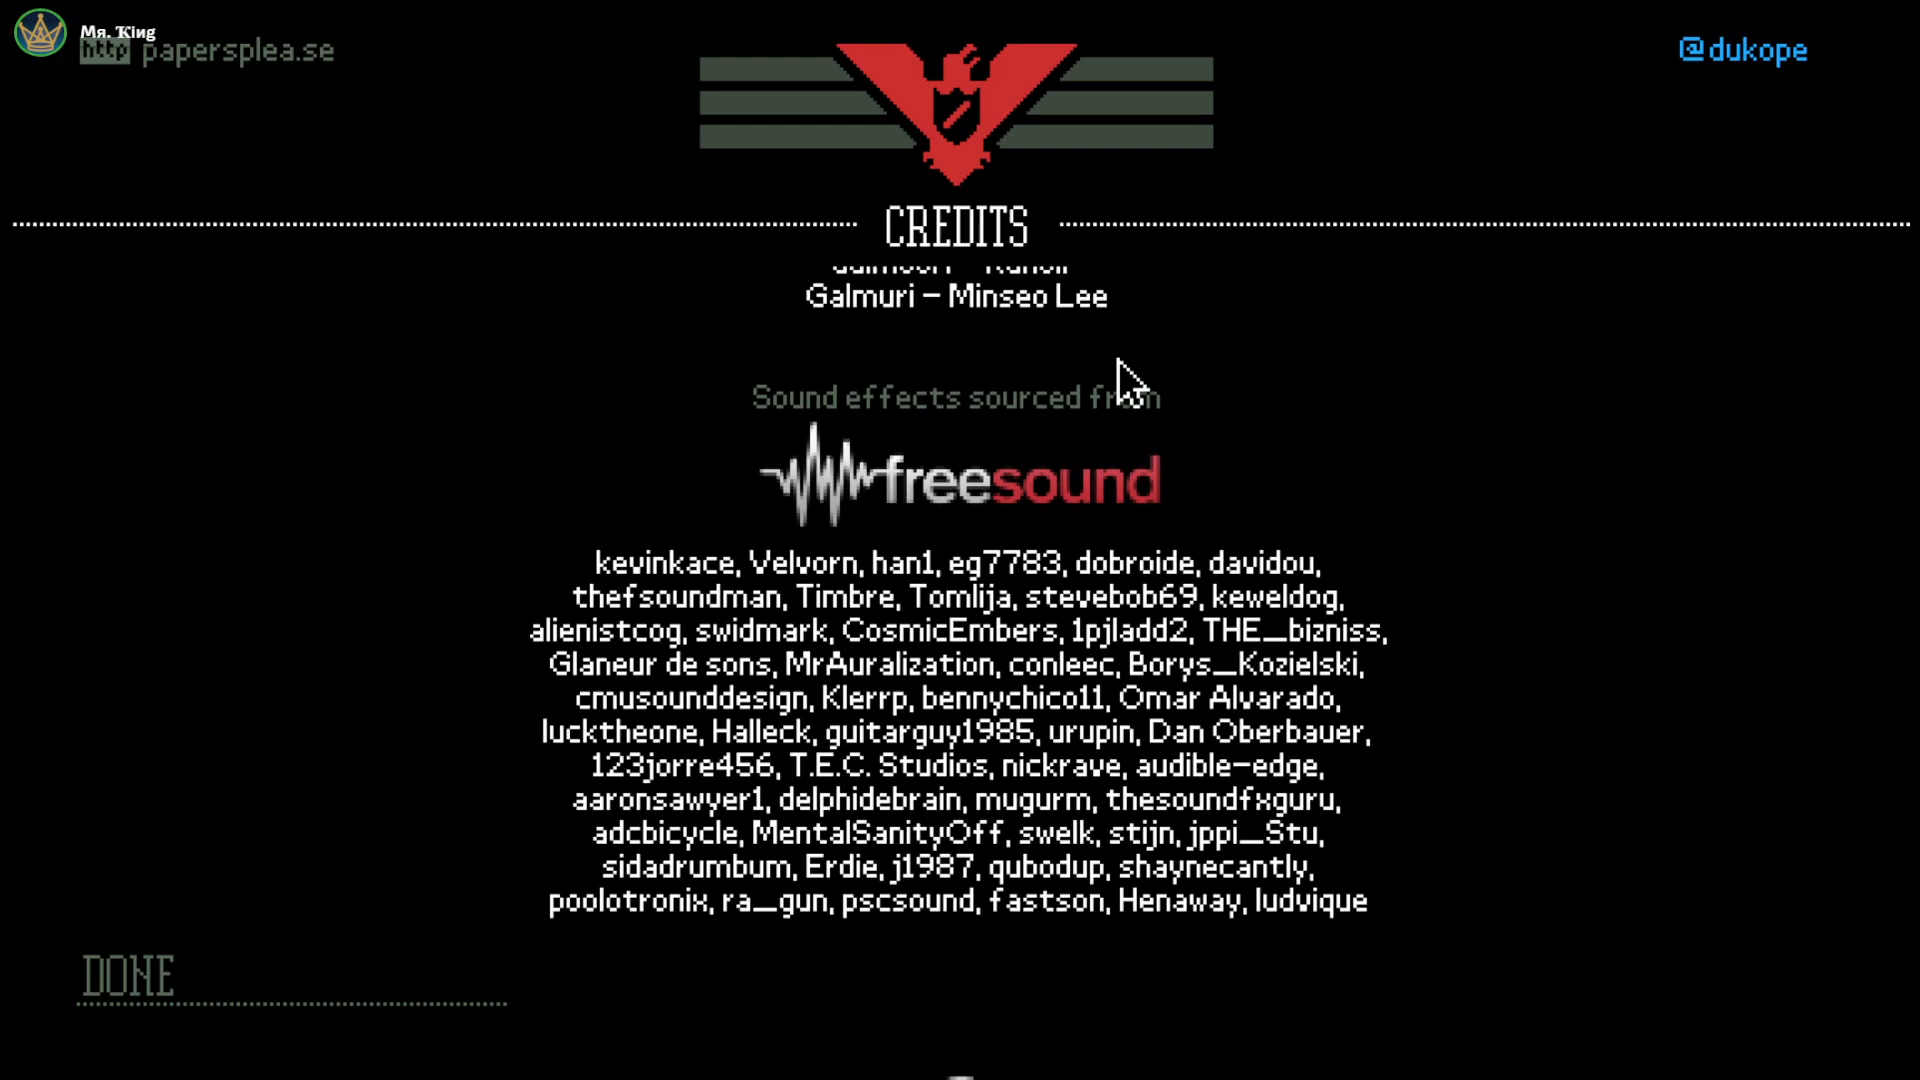 Мя. Ҡing
http papersplea.se
@dukope
CREDITS
Galmuri – Minseo Lee
Sound effects sourced from
freesound
kevinkace, Velvorn, han1, eg7783, dobroide, davidou,
thefsoundman, Timbre, Tomlija, stevebob69, keweldog,
alienistcog, swidmark, CosmicEmbers, 1pjladd2, THE_bizniss,
Glaneur de sons, MrAuralization, conleec, Borys_Kozielski,
cmusounddesign, Klerrp, bennychico11, Omar Alvarado,
lucktheone, Halleck, guitarguy1985, urupin, Dan Oberbauer,
123jorre456, T.E.C. Studios, nickrave, audible-edge,
aaronsawyer1, delphidebrain, mugurm, thesoundfxguru,
adcbicycle, MentalSanityOff, swelk, stijn, jppi_Stu,
sidadrumbum, Erdie, j1987, qubodup, shaynecantly,
poolotronix, ra_gun, pscsound, fastson, Henaway, ludvique
DONE